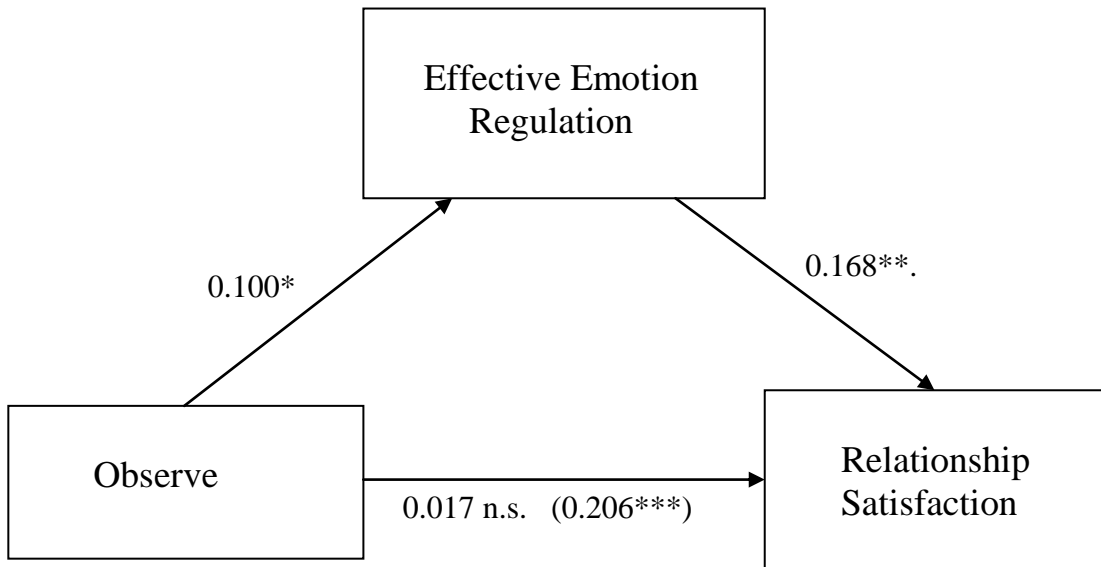 Effective Emotion
Regulation
0.100*
0.168**.
Observe
0.017 n.s. (0.206***)
Relationship
Satisfaction